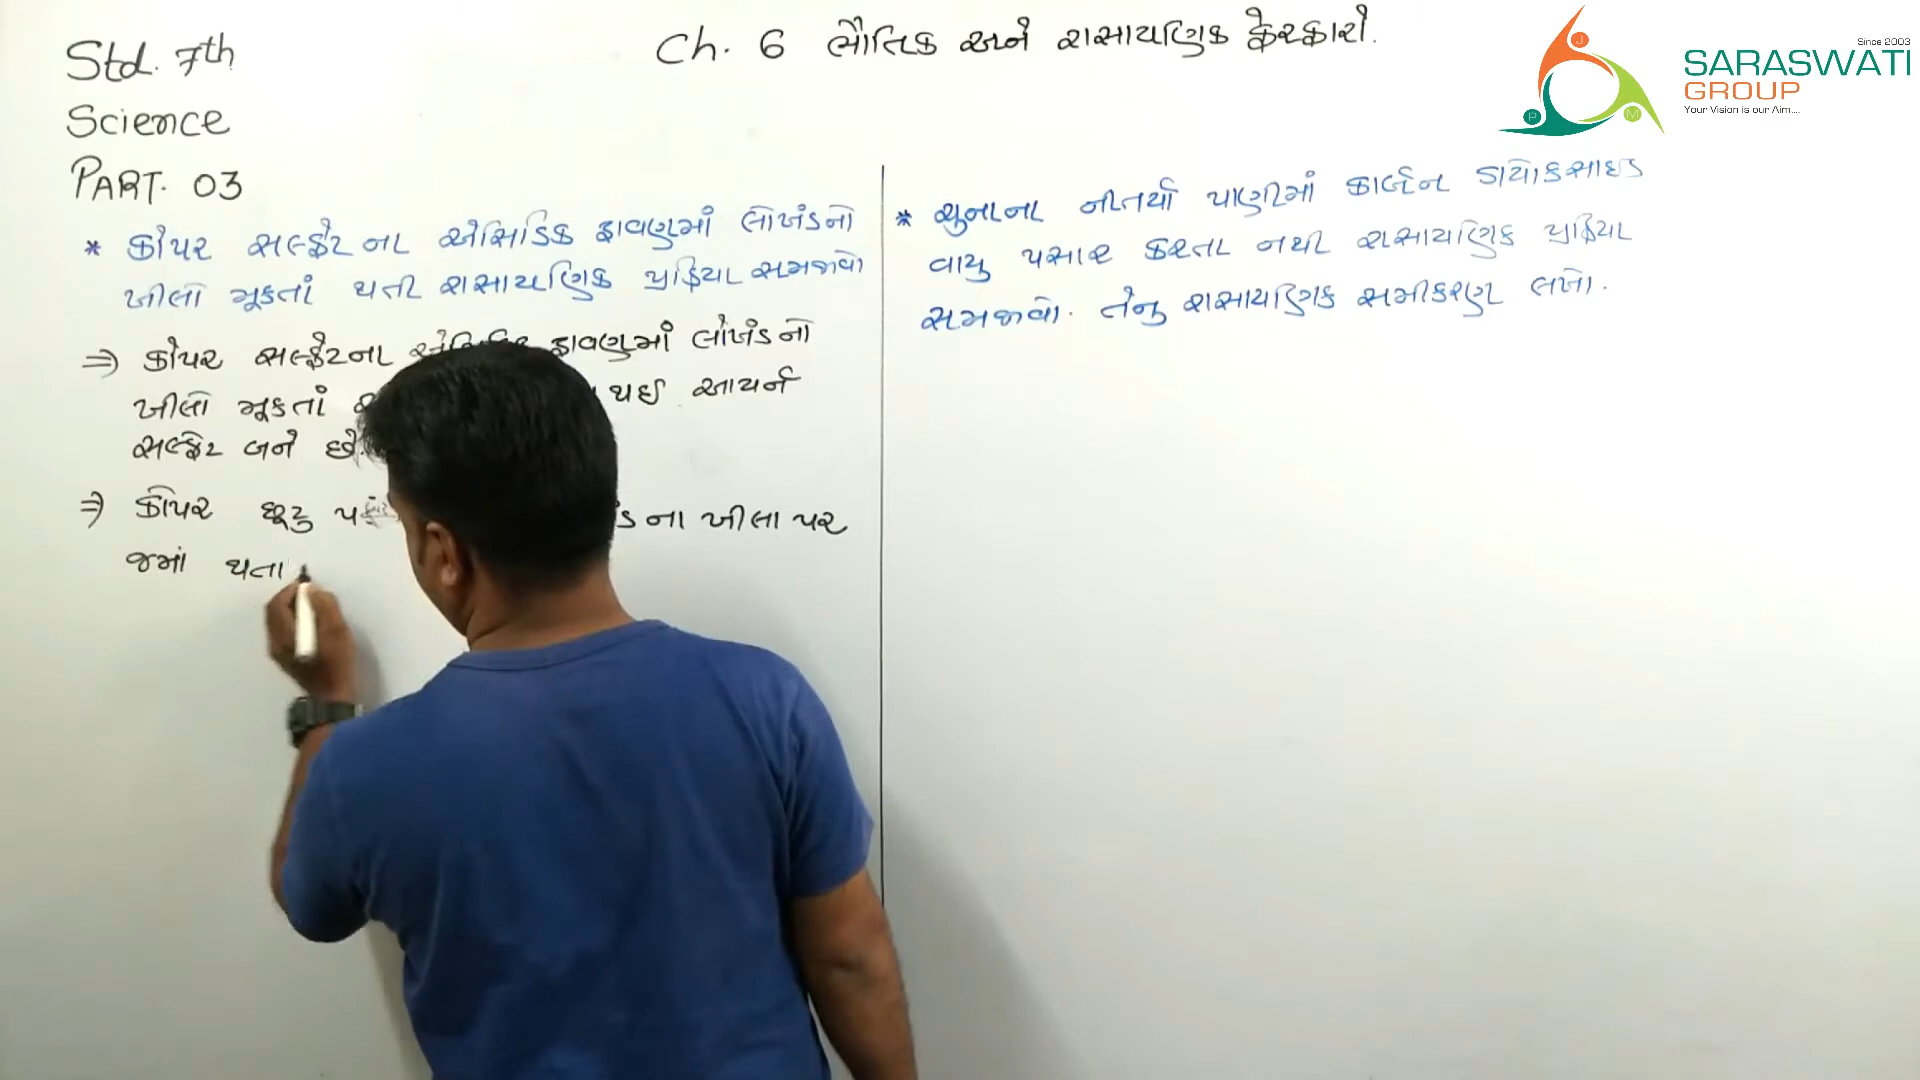 Std. 7th
Science
PART. 03
Ch. 6 ભૌતિક અને રાસાયણિક ફેરફારો.
Since 2003
SARASWATI
GROUP
Your Vision is our Aim....
J
P
M
* કોપર સલ્ફેટ ના એસિડિક દ્રાવણમાં લોખંડનો
ખીલો મૂકતાં થતી રાસાયણિક પ્રક્રિયા સમજાવો
⇒ કોપર સલ્ફેટના દ્રાવણમાં લોખંડનો
ખીલો મૂકતાં થઈ આયર્ન
સલ્ફેટ બને છે.
⇒ કોપર છૂટુ ના ખીલા પર
જમાં થતા
* ચુનાના નીતર્યા પાણીમાં કાર્બન ડાયોકસાઇડ
વાયુ પસાર કરતા નથી રાસાયણિક પ્રક્રિયા
સમજાવો. તેનુ રાસાયણિક સમીકરણ લખો.